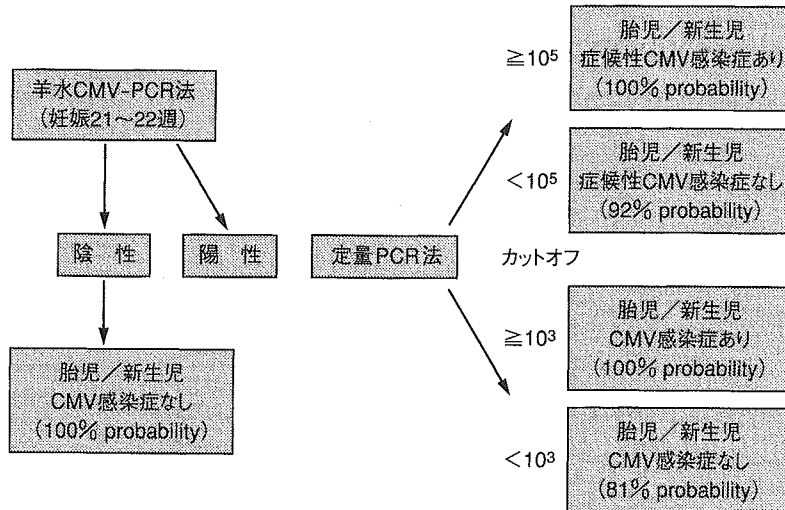 羊水CMV-PCR法
(妊娠21〜22週)
陰 性
陽 性
胎児/新生児
CMV感染症なし
(100% probability)
定量PCR法
カットオフ
≧10⁵
胎児/新生児
症候性CMV感染症あり
(100% probability)
<10⁵
胎児/新生児
症候性CMV感染症なし
(92% probability)
≧10³
胎児/新生児
CMV感染症あり
(100% probability)
<10³
胎児/新生児
CMV感染症なし
(81% probability)